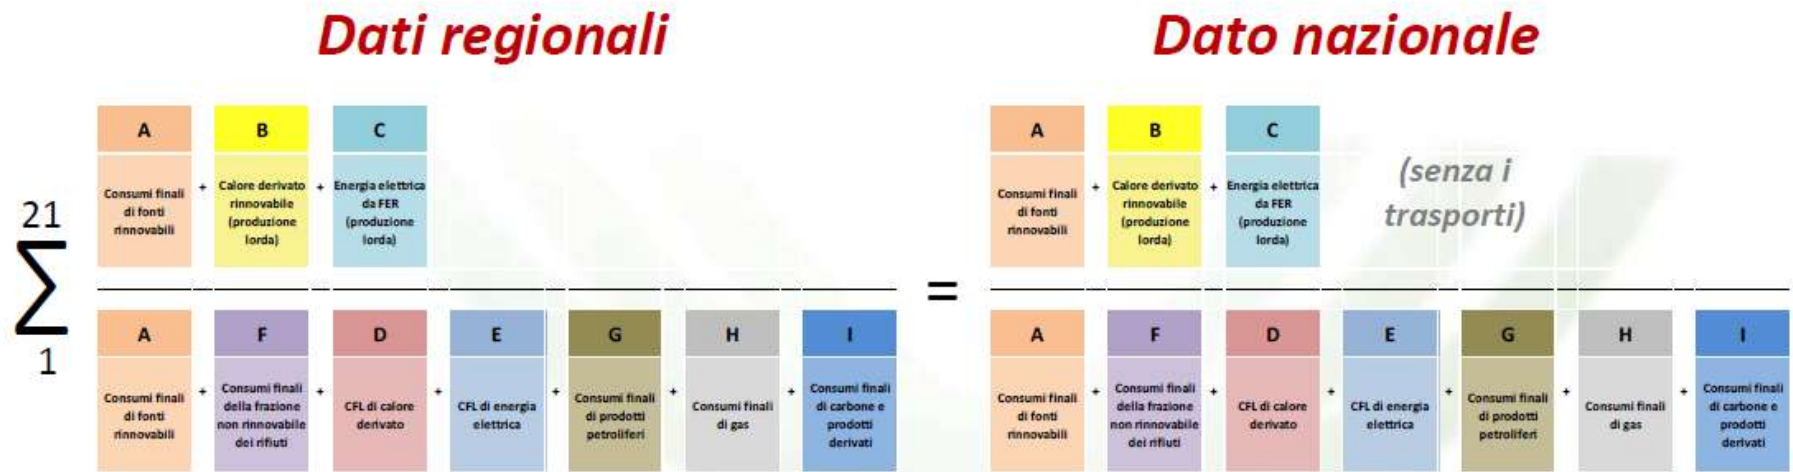 Dati regionali
Dato nazionale
21
∑
1
A
B
C
Consumi finali
di fonti
rinnovabili
+
Calore derivato
rinnovabile
(produzione
lorda)
+
Energia elettrica
da FER
(produzione
lorda)
A
F
D
E
G
H
I
Consumi finali
di fonti
rinnovabili
+
Consumi finali
della frazione
non rinnovabile
dei rifiuti
+
CFL di calore
derivato
+
CFL di energia
elettrica
+
Consumi finali
di prodotti
petroliferi
+
Consumi finali
di gas
+
Consumi finali
di carbone e
prodotti
derivati
=
A
B
C
Consumi finali
di fonti
rinnovabili
+
Calore derivato
rinnovabile
(produzione
lorda)
+
Energia elettrica
da FER
(produzione
lorda)
(senza i
trasporti)
A
F
D
E
G
H
I
Consumi finali
di fonti
rinnovabili
+
Consumi finali
della frazione
non rinnovabile
dei rifiuti
+
CFL di calore
derivato
+
CFL di energia
elettrica
+
Consumi finali
di prodotti
petroliferi
+
Consumi finali
di gas
+
Consumi finali
di carbone e
prodotti
derivati